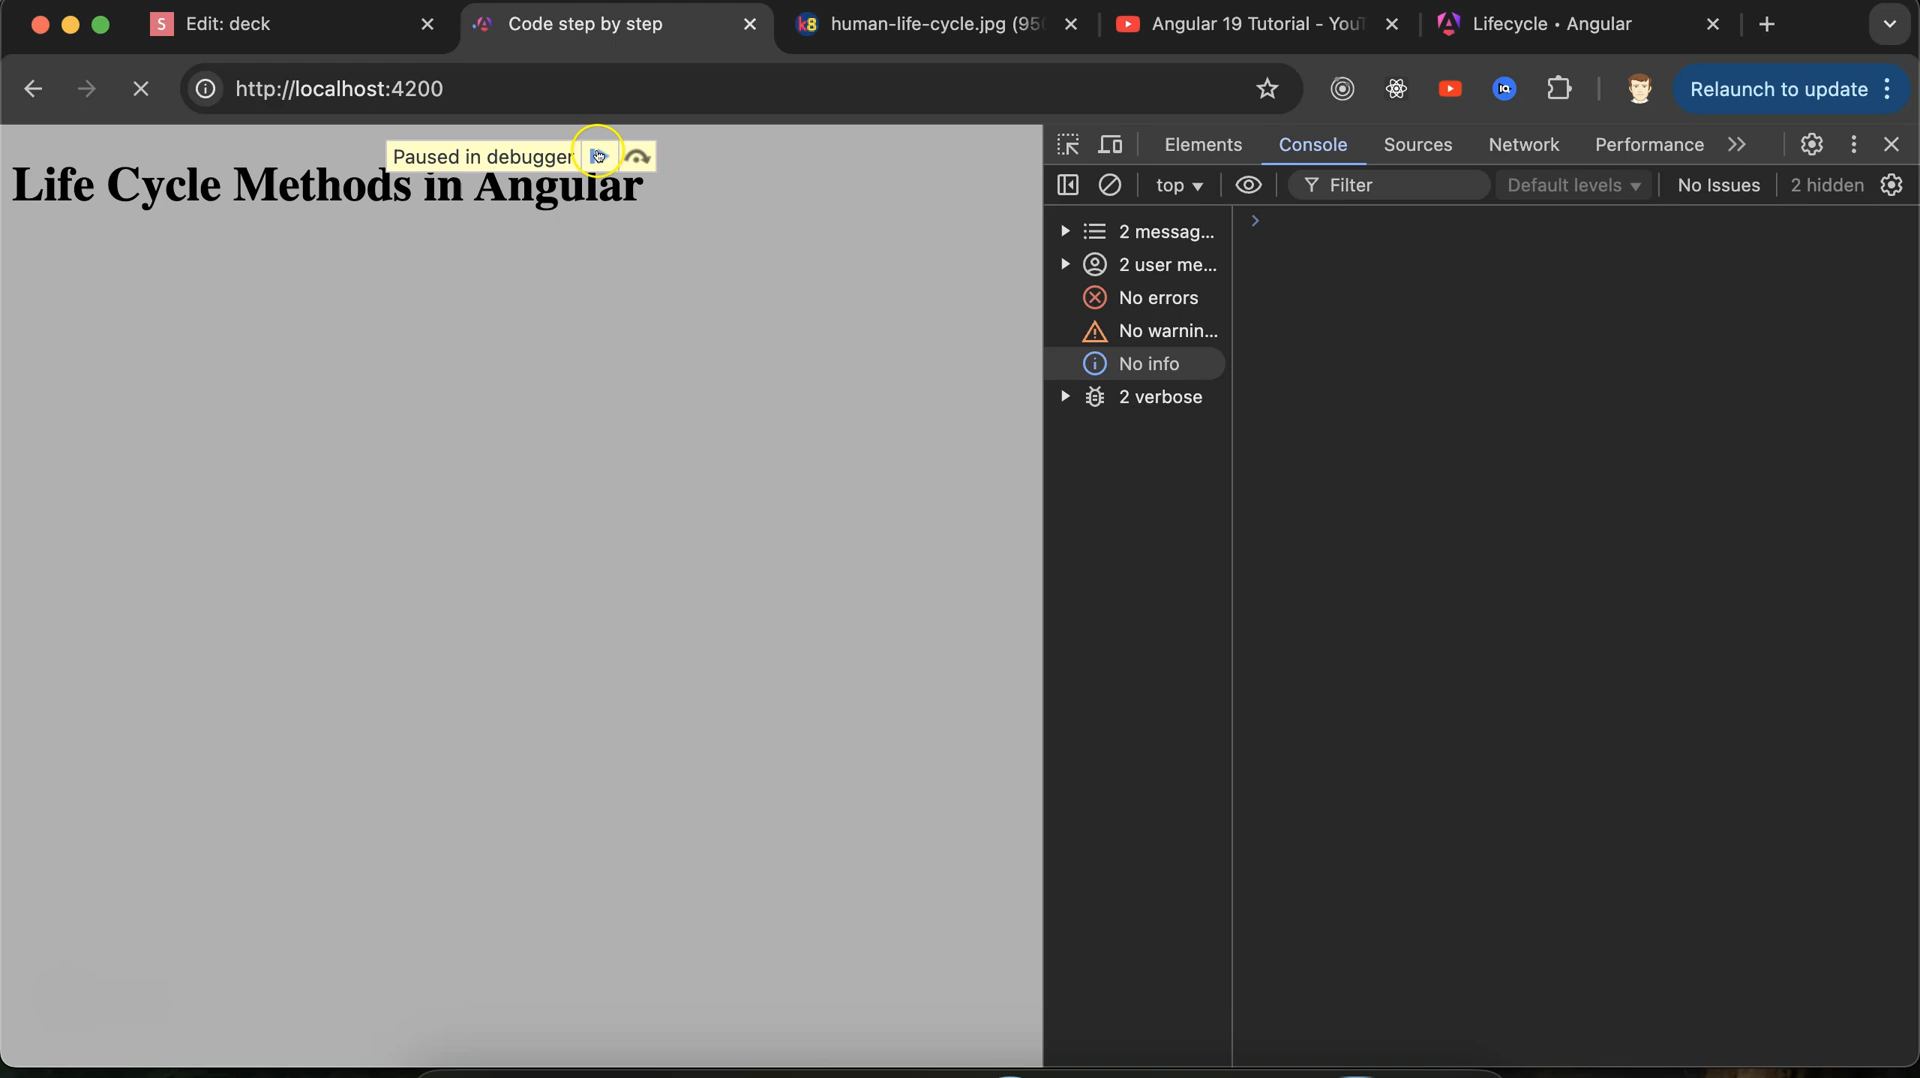 S Edit: deck
Code step by step
k8 human-life-cycle.jpg (95
Angular 19 Tutorial - You
Lifecycle • Angular
http://localhost:4200
IQ
Relaunch to update
Paused in debugger
Life Cycle Methods in Angular
Elements Console Sources Network Performance
top Filter Default levels No Issues 2 hidden
2 messag...
2 user me...
No errors
No warnin...
No info
2 verbose